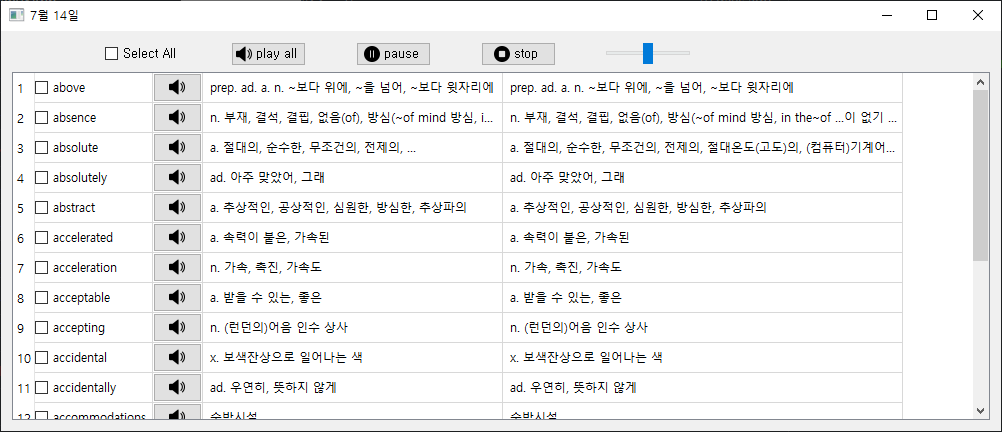 7월 14일
Select All play all pause stop
1 above prep. ad. a. n. ~보다 위에, ~을 넘어, ~보다 윗자리에 prep. ad. a. n. ~보다 위에, ~을 넘어, ~보다 윗자리에
2 absence n. 부재, 결석, 결핍, 없음(of), 방심(~of mind 방심, i... n. 부재, 결석, 결핍, 없음(of), 방심(~of mind 방심, in the~of ...이 없기 ...
3 absolute a. 절대의, 순수한, 무조건의, 전제의, ... a. 절대의, 순수한, 무조건의, 전제의, 절대온도(고도)의, (컴퓨터)기계어...
4 absolutely ad. 아주 맞았어, 그래 ad. 아주 맞았어, 그래
5 abstract a. 추상적인, 공상적인, 심원한, 방심한, 추상파의 a. 추상적인, 공상적인, 심원한, 방심한, 추상파의
6 accelerated a. 속력이 붙은, 가속된 a. 속력이 붙은, 가속된
7 acceleration n. 가속, 촉진, 가속도 n. 가속, 촉진, 가속도
8 acceptable a. 받을 수 있는, 좋은 a. 받을 수 있는, 좋은
9 accepting n. (런던의)어음 인수 상사 n. (런던의)어음 인수 상사
10 accidental x. 보색잔상으로 일어나는 색 x. 보색잔상으로 일어나는 색
11 accidentally ad. 우연히, 뜻하지 않게 ad. 우연히, 뜻하지 않게
12 accommodations 숙박시설 숙박시설